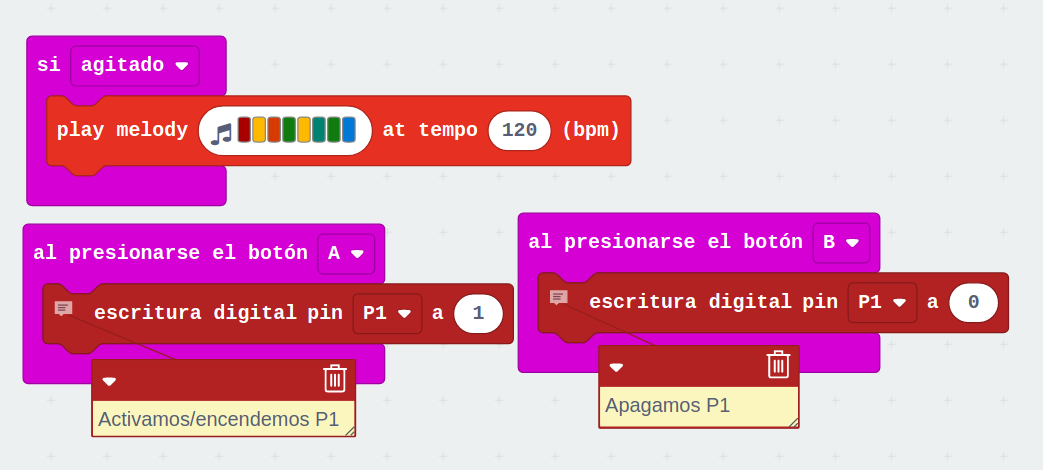 si agitado
play melody at tempo 120 (bpm)
al presionarse el botón A
escritura digital pin P1 a 1
Activamos/encendemos P1
al presionarse el botón B
escritura digital pin P1 a 0
Apagamos P1